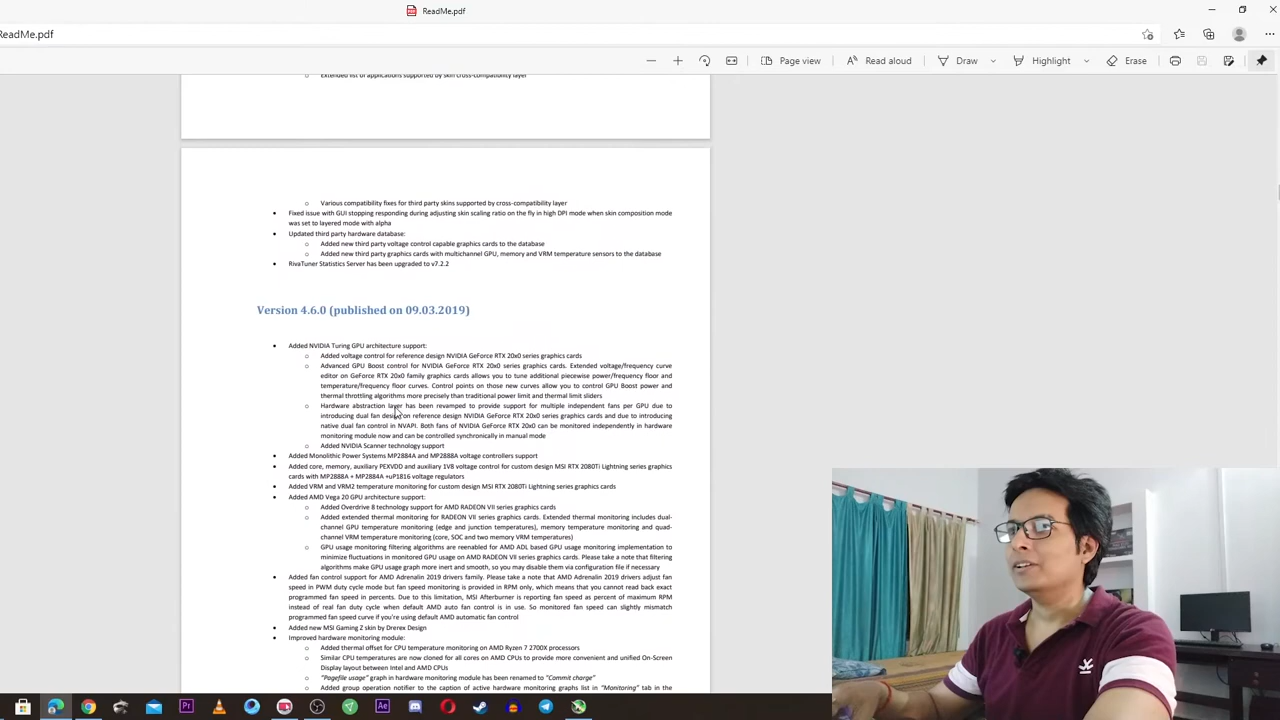 ReadMe.pdf
ReadMe.pdf
Page view
Read aloud
Draw
Highlight
Erase
Extended list of applications supported by skin cross-compatibility layer
Various compatibility fixes for third party skins supported by cross-compatibility layer
Fixed issue with GUI stopping responding during adjusting skin scaling ratio on the fly in high DPI mode when skin composition mode
was set to layered mode with alpha
Updated third party hardware database:
Added new third party voltage control capable graphics cards to the database
Added new third party graphics cards with multichannel GPU, memory and VRM temperature sensors to the database
RivaTuner Statistics Server has been upgraded to v7.2.2
Version 4.6.0 (published on 09.03.2019)
Added NVIDIA Turing GPU architecture support:
Added voltage control for reference design NVIDIA GeForce RTX 20x0 series graphics cards
Advanced GPU Boost control for NVIDIA GeForce RTX 20x0 series graphics cards. Extended voltage/frequency curve
editor on GeForce RTX 20x0 family graphics cards allows you to tune additional piecewise power/frequency floor and
temperature/frequency floor curves. Control points on those new curves allow you to control GPU Boost power and
thermal throttling algorithms more precisely than traditional power limit and thermal limit sliders
Hardware abstraction layer has been revamped to provide support for multiple independent fans per GPU due to
introducing dual fan design on reference design NVIDIA GeForce RTX 20x0 series graphics cards and due to introducing
native dual fan control in NVAPI. Both fans of NVIDIA GeForce RTX 20x0 can be monitored independently in hardware
monitoring module now and can be controlled synchronically in manual mode
Added NVIDIA Scanner technology support
Added Monolithic Power Systems MP2884A and MP2888A voltage controllers support
Added core, memory, auxiliary PEXVDD and auxiliary 1V8 voltage control for custom design MSI RTX 2080Ti Lightning series graphics
cards with MP2888A + MP2884A +uP1816 voltage regulators
Added VRM and VRM2 temperature monitoring for custom design MSI RTX 2080Ti Lightning series graphics cards
Added AMD Vega 20 GPU architecture support:
Added Overdrive 8 technology support for AMD RADEON VII series graphics cards
Added extended thermal monitoring for RADEON VII series graphics cards. Extended thermal monitoring includes dual-
channel GPU temperature monitoring (edge and junction temperatures), memory temperature monitoring and quad-
channel VRM temperature monitoring (core, SOC and two memory VRM temperatures)
GPU usage monitoring filtering algorithms are reenabled for AMD ADL based GPU usage monitoring implementation to
minimize fluctuations in monitored GPU usage on AMD RADEON VII series graphics cards. Please take a note that filtering
algorithms make GPU usage graph more inert and smooth, so you may disable them via configuration file if necessary
Added fan control support for AMD Adrenalin 2019 drivers family. Please take a note that AMD Adrenalin 2019 drivers adjust fan
speed in PWM duty cycle mode but fan speed monitoring is provided in RPM only, which means that you cannot read back exact
programmed fan speed in percents. Due to this limitation, MSI Afterburner is reporting fan speed as percent of maximum RPM
instead of real fan duty cycle when default AMD auto fan control is in use. So monitored fan speed can slightly mismatch
programmed fan speed curve if you're using default AMD automatic fan control
Added new MSI Gaming Z skin by Drerex Design
Improved hardware monitoring module:
Added thermal offset for CPU temperature monitoring on AMD Ryzen 7 2700X processors
Similar CPU temperatures are now cloned for all cores on AMD CPUs to provide more convenient and unified On-Screen
Display layout between Intel and AMD CPUs
"Pagefile usage" graph in hardware monitoring module has been renamed to "Commit charge"
Added group operation notifier to the caption of active hardware monitoring graphs list in "Monitoring" tab in the
Pr
Ae